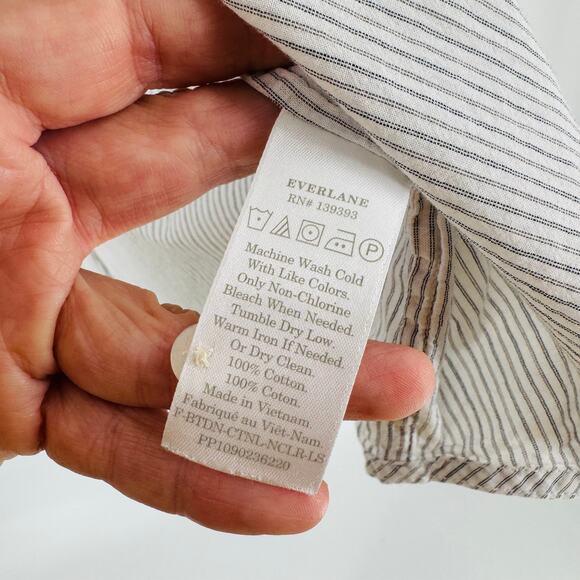 EVERLANE
RN# 139393
Machine Wash Cold
With Like Colors.
Only Non-Chlorine
Bleach When Needed.
Tumble Dry Low.
Warm Iron If Needed.
Or Dry Clean.
100% Cotton.
100% Coton.
Made in Vietnam.
Fabriqué au Viêt-Nam.
F-BTDN-CTNL-NCLR-LS
PP1090236220